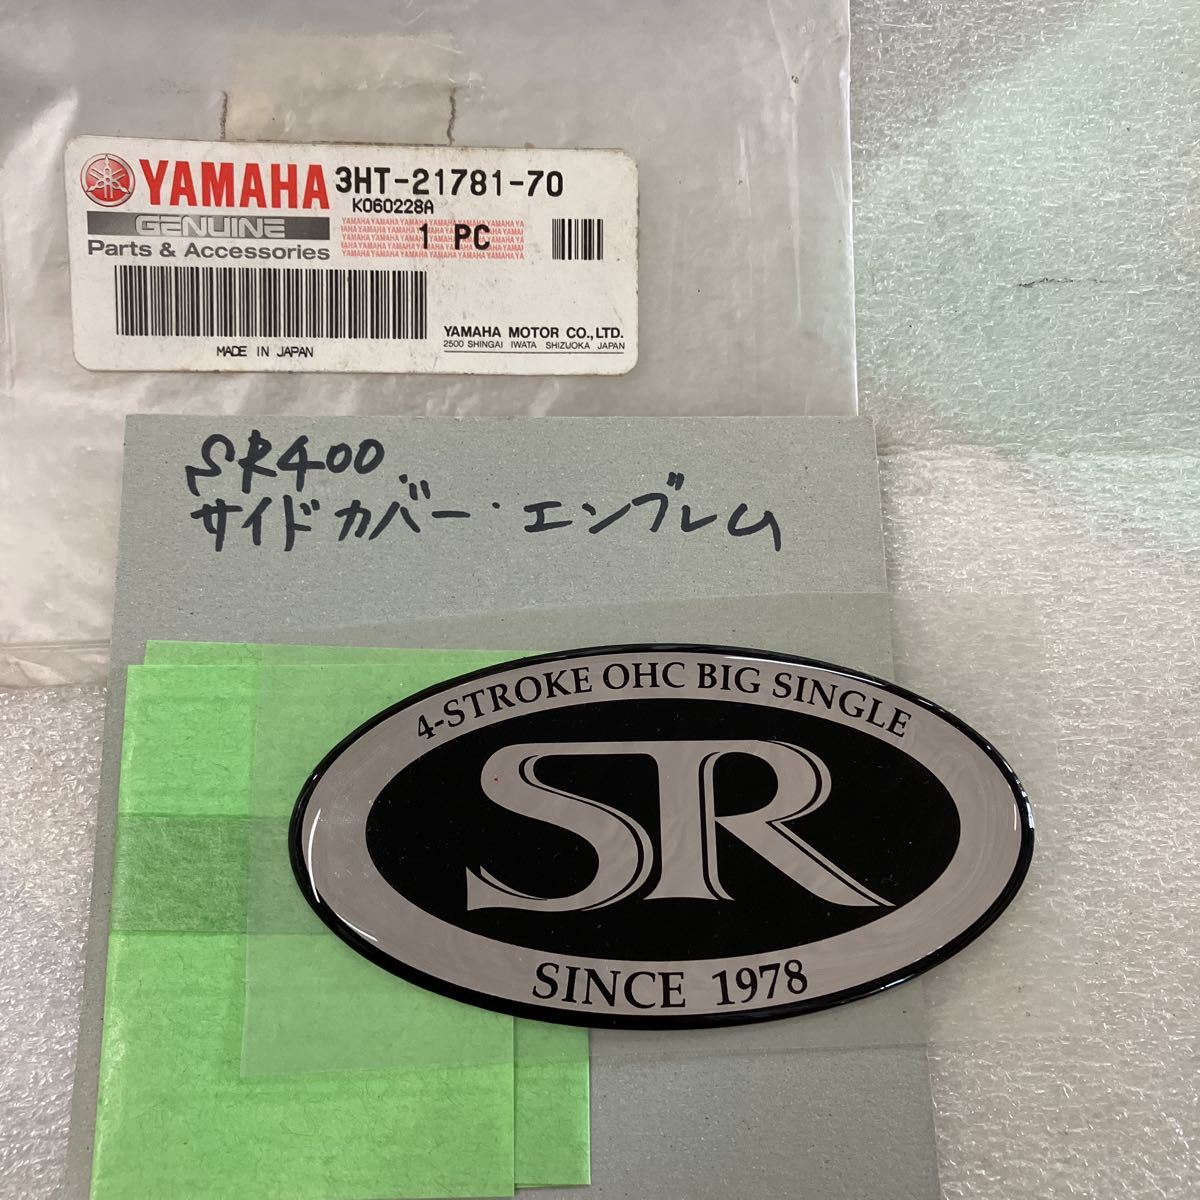 YAMAHA 3HT-21781-70
K060228A
GENUINE
1 PC
Parts & Accessories
YAMAHA MOTOR CO.,LTD.
2500 SHINGAI IWATA SHIZUOKA JAPAN
MADE IN JAPAN
SR400
サイドカバー・エンブレム
4-STROKE OHC BIG SINGLE
SR
SINCE 1978